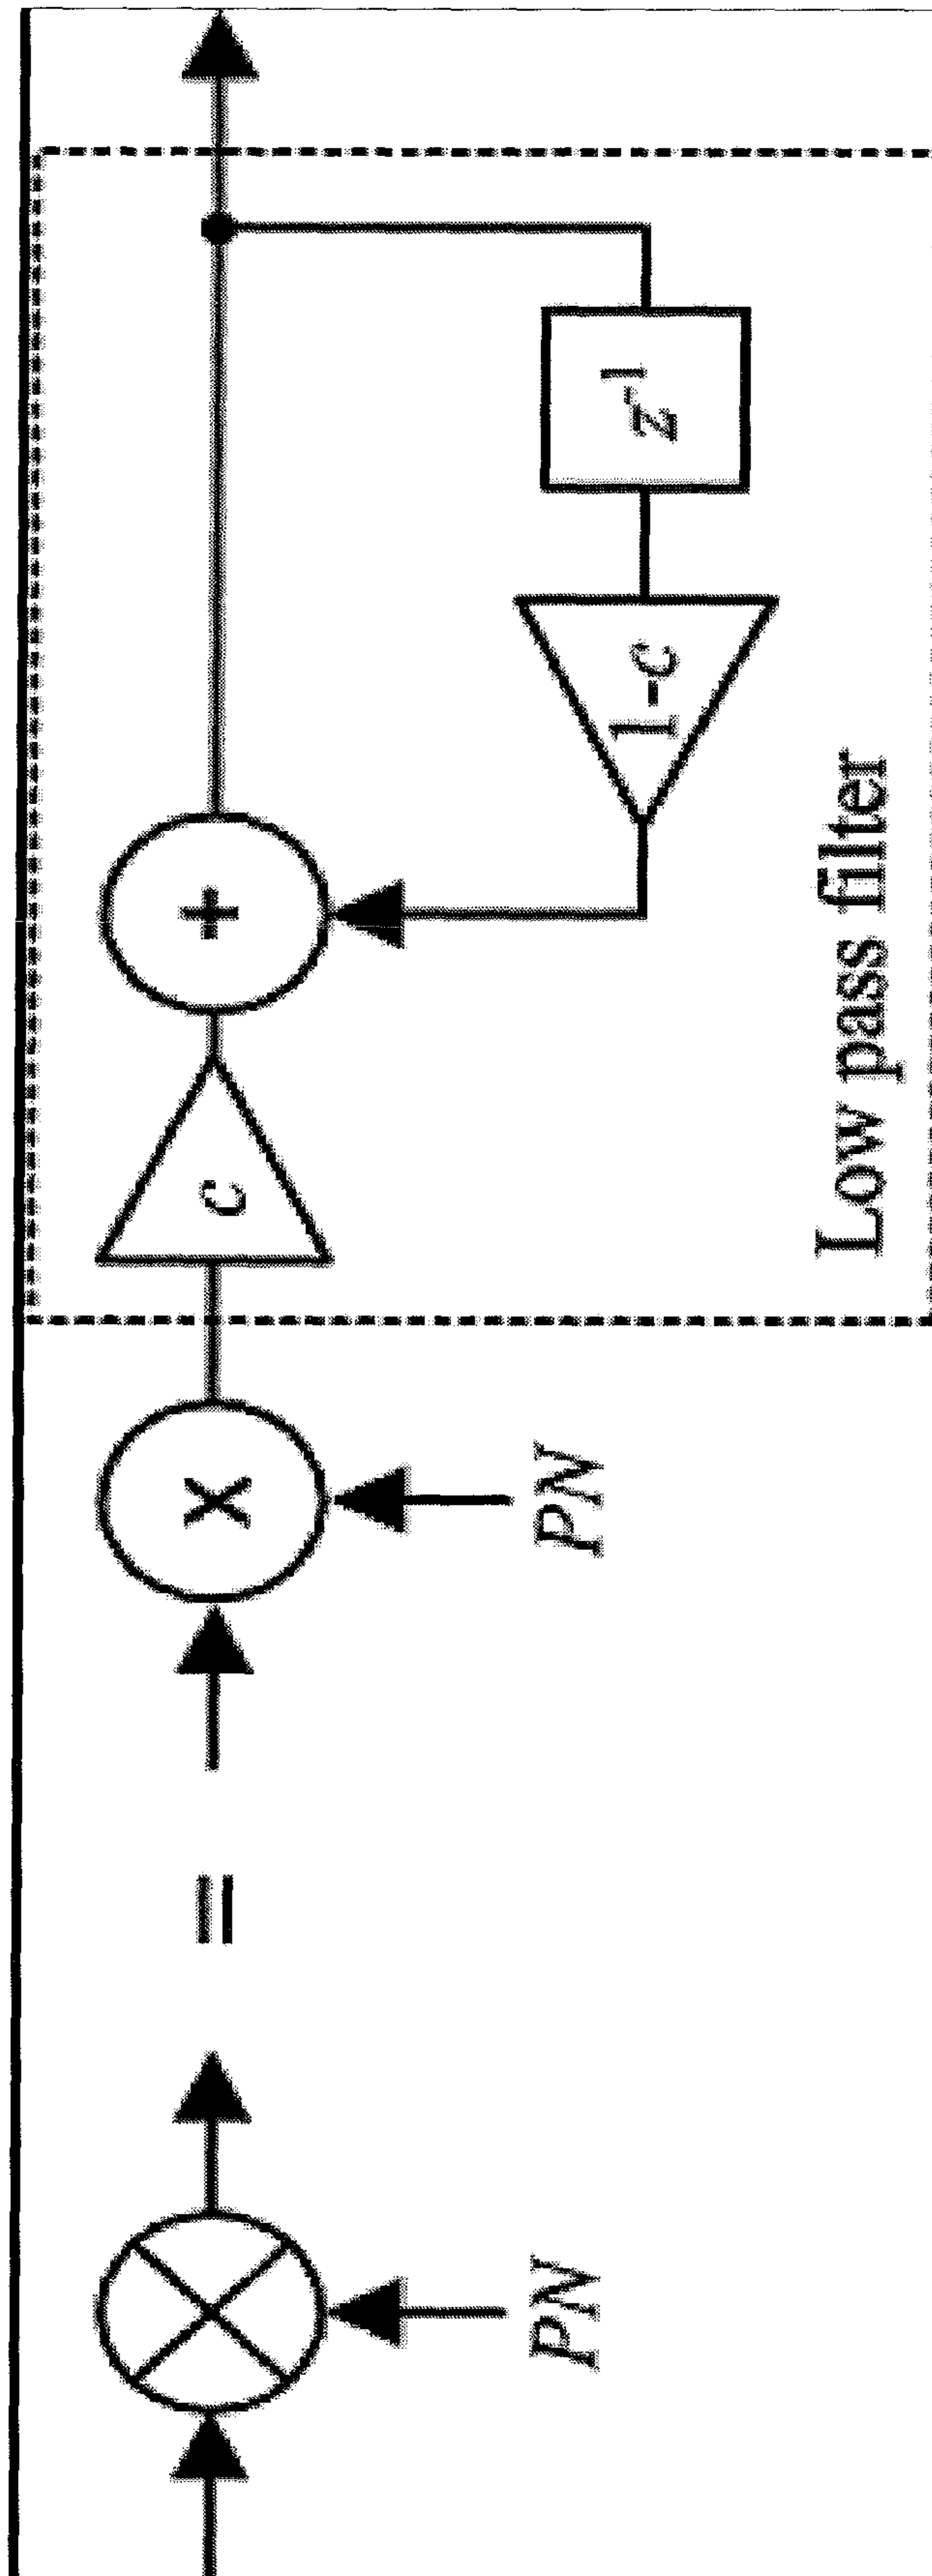 PN
=
X
PN
c
+
1-c
z⁻¹
Low pass filter